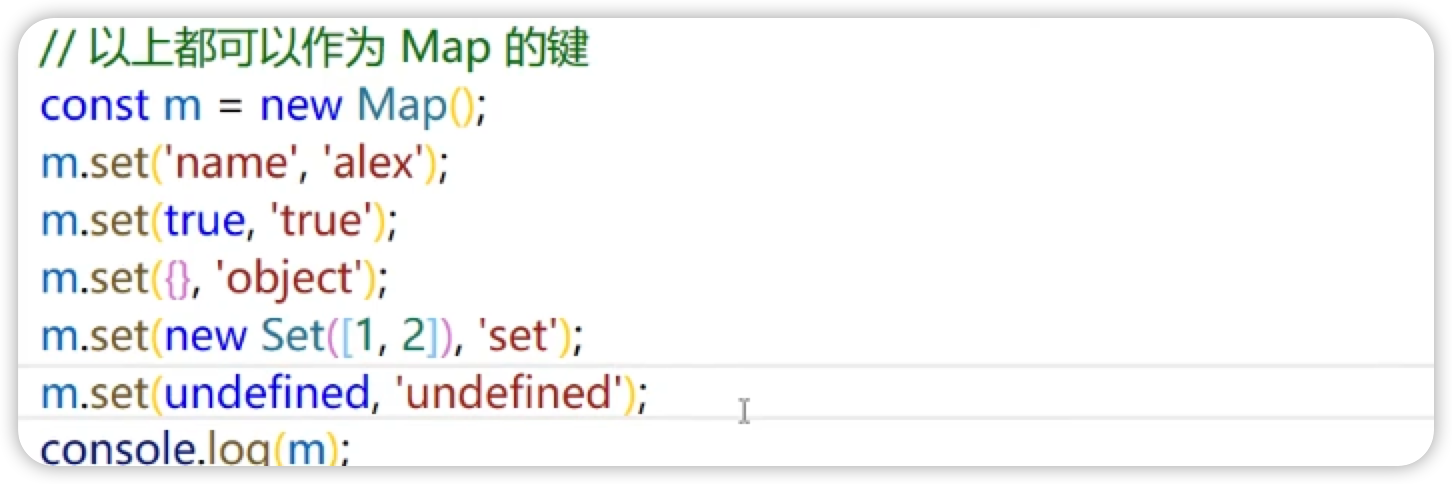 // 以上都可以作为 Map 的键
const m = new Map();
m.set('name', 'alex');
m.set(true, 'true');
m.set({}, 'object');
m.set(new Set([1, 2]), 'set');
m.set(undefined, 'undefined');
console.log(m);